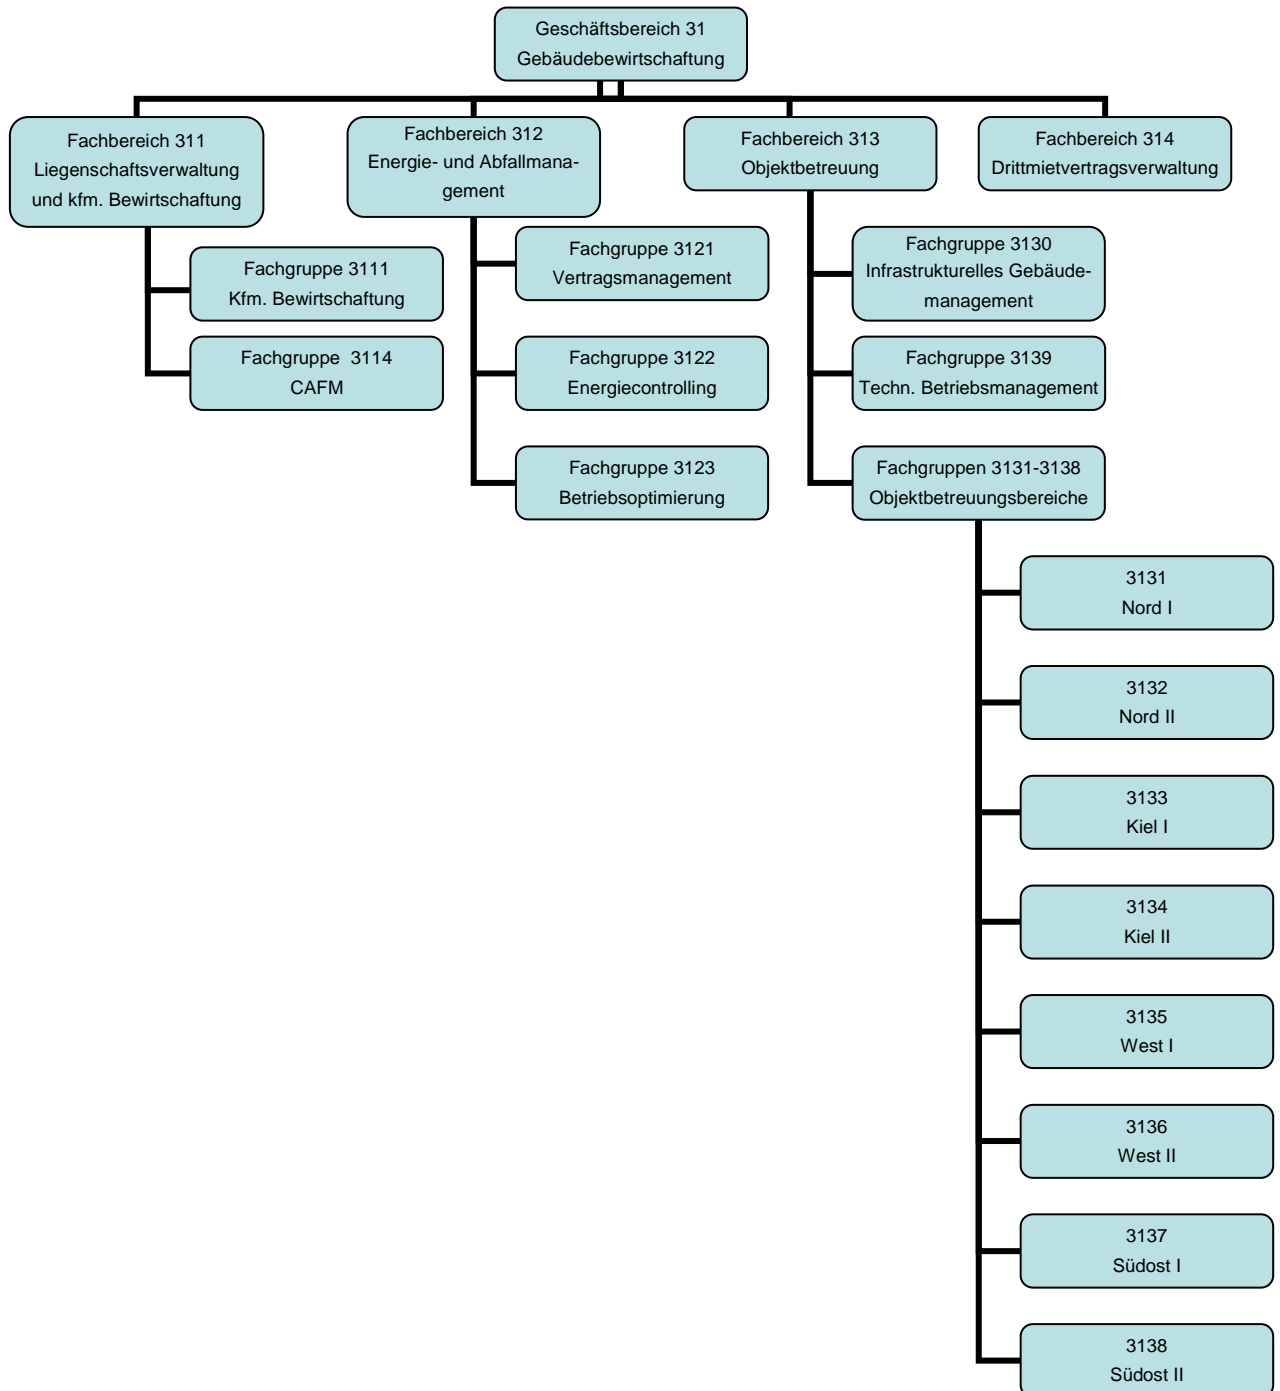 Geschäftsbereich 31
Gebäudebewirtschaftung
Fachbereich 311
Liegenschaftsverwaltung
und kfm. Bewirtschaftung
Fachbereich 312
Energie- und Abfallmana-
gement
Fachbereich 313
Objektbetreuung
Fachbereich 314
Drittmietvertragsverwaltung
Fachgruppe 3111
Kfm. Bewirtschaftung
Fachgruppe  3114
CAFM
Fachgruppe 3121
Vertragsmanagement
Fachgruppe 3122
Energiecontrolling
Fachgruppe 3123
Betriebsoptimierung
Fachgruppe 3130
Infrastrukturelles Gebäude-
management
Fachgruppe 3139
Techn. Betriebsmanagement
Fachgruppen 3131-3138
Objektbetreuungsbereiche
3131
Nord I
3132
Nord II
3133
Kiel I
3134
Kiel II
3135
West I
3136
West II
3137
Südost I
3138
Südost II